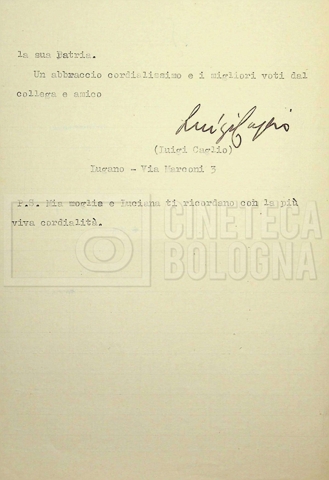 la sua Patria.
Un abbraccio cordialissimo e i migliori voti dal
collega e amico
Luigi Caglio
(Luigi Caglio)
Lugano - Via Marconi 3
P.S. Mia moglie e Luciana ti ricordano con la più
viva cordialità.
CINETECA
BOLOGNA